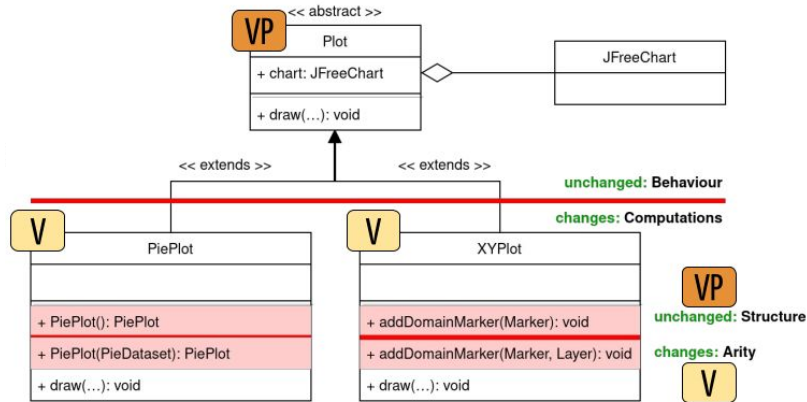 << abstract >>
VP
Plot
+ chart: JFreeChart
+ draw(...): void
JFreeChart
<< extends >>
<< extends >>
unchanged: Behaviour
changes: Computations
V
PiePlot
+ PiePlot(): PiePlot
+ PiePlot(PieDataset): PiePlot
+ draw(...): void
V
XYPlot
+ addDomainMarker(Marker): void
+ addDomainMarker(Marker, Layer): void
+ draw(...): void
VP
unchanged: Structure
changes: Arity
V